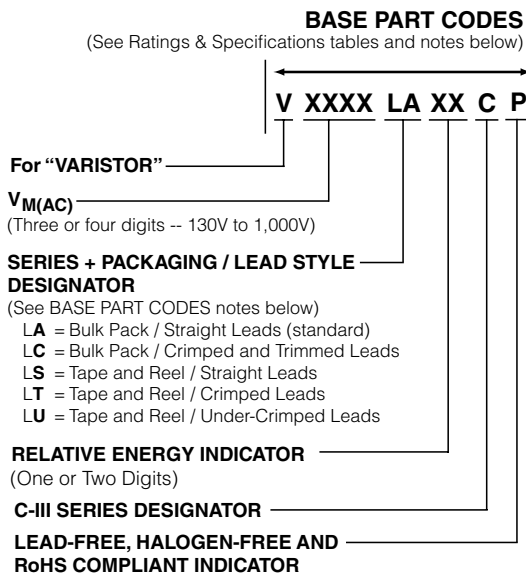 BASE PART CODES
(See Ratings & Specifications tables and notes below)
V XXXX LA XX C P
For “VARISTOR”
VM(AC)
(Three or four digits -- 130V to 1,000V)
SERIES + PACKAGING / LEAD STYLE
DESIGNATOR
(See BASE PART CODES notes below)
LA = Bulk Pack / Straight Leads (standard)
LC = Bulk Pack / Crimped and Trimmed Leads
LS = Tape and Reel / Straight Leads
LT = Tape and Reel / Crimped Leads
LU = Tape and Reel / Under-Crimped Leads
RELATIVE ENERGY INDICATOR
(One or Two Digits)
C-III SERIES DESIGNATOR
LEAD-FREE, HALOGEN-FREE AND
RoHS COMPLIANT INDICATOR